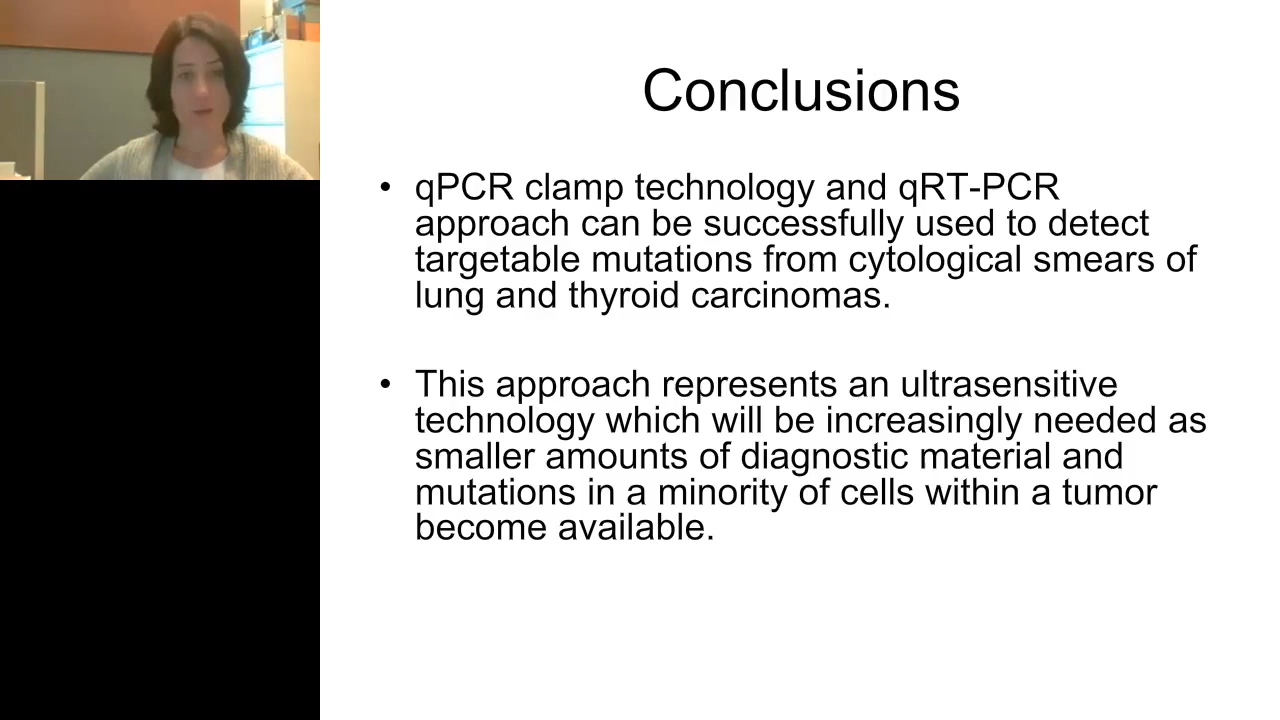 Conclusions
• qPCR clamp technology and qRT-PCR
approach can be successfully used to detect
targetable mutations from cytological smears of
lung and thyroid carcinomas.
• This approach represents an ultrasensitive
technology which will be increasingly needed as
smaller amounts of diagnostic material and
mutations in a minority of cells within a tumor
become available.